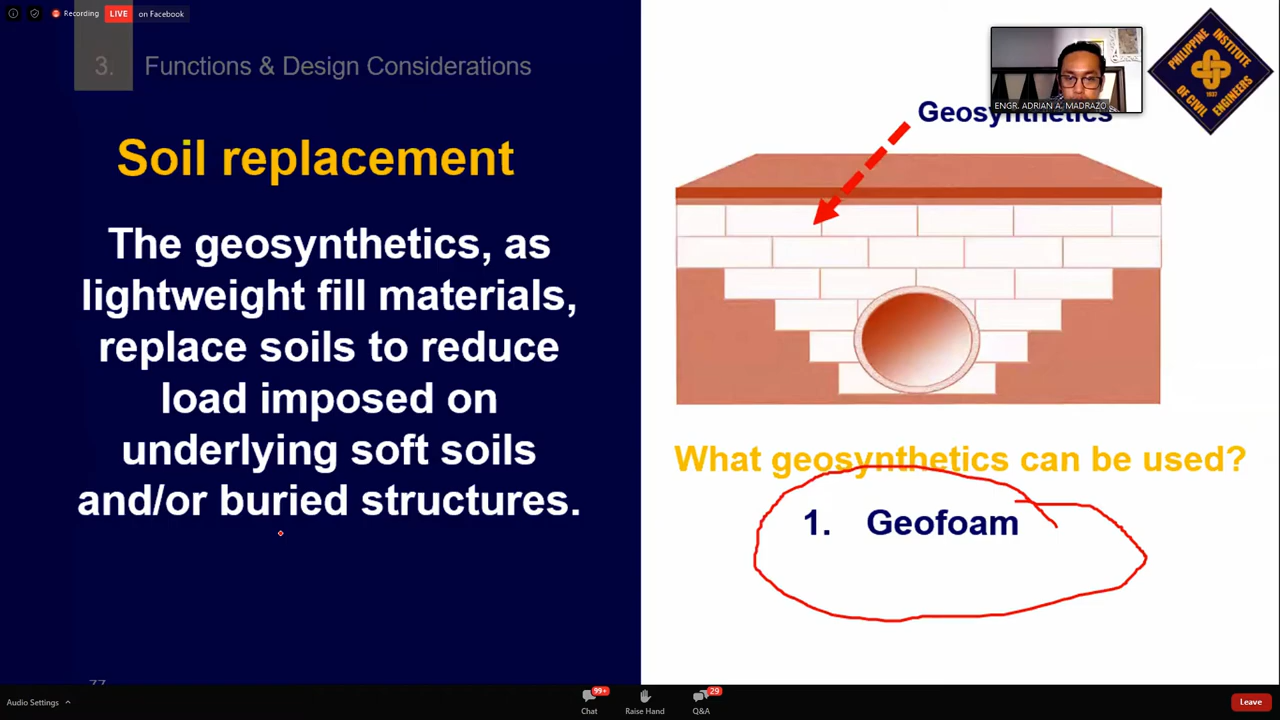 Recording
LIVE
on Facebook
3.
Functions & Design Considerations
Soil replacement
The geosynthetics, as
lightweight fill materials,
replace soils to reduce
load imposed on
underlying soft soils
and/or buried structures.
ENGR. ADRIAN A. MADRAZO
PHILIPPINE INSTITUTE
OF CIVIL ENGINEERS
1937
Geosynthetics
What geosynthetics can be used?
1. Geofoam
77
Audio Settings
Chat
99+
Raise Hand
Q&A
29
Leave